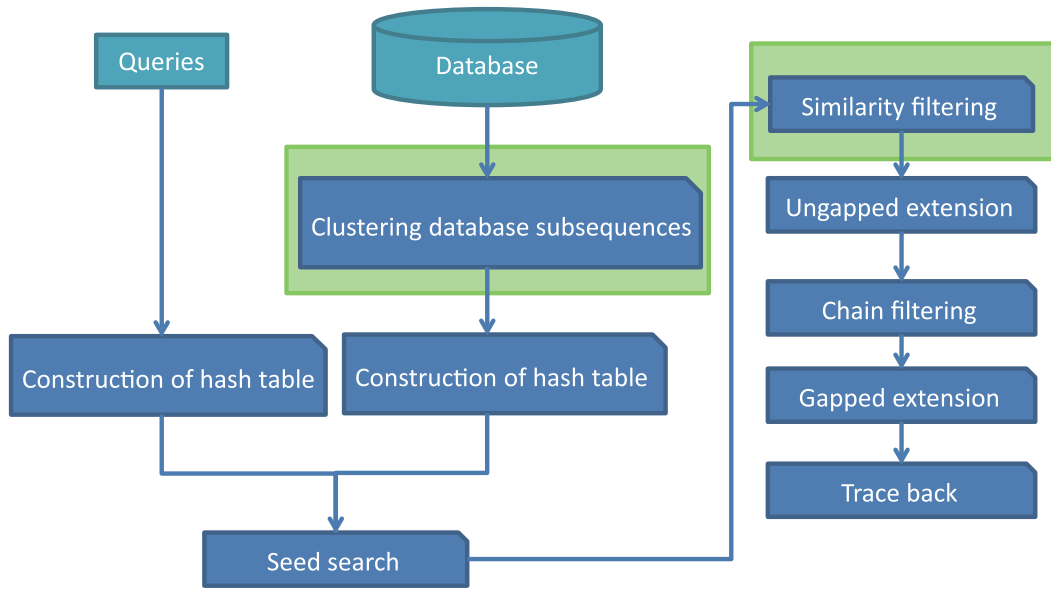 Queries
Database
Clustering database subsequences
Construction of hash table
Construction of hash table
Seed search
Similarity filtering
Ungapped extension
Chain filtering
Gapped extension
Trace back